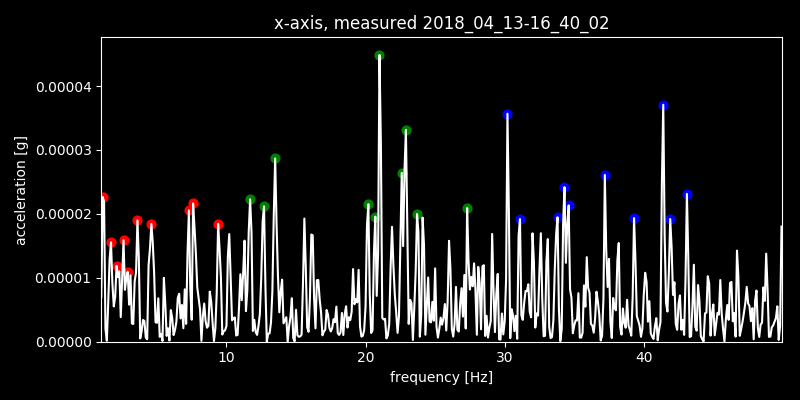 x-axis, measured 2018_04_13-16_40_02
0.00004
0.00003
0.00002
0.00001
0.00000
acceleration [g]
10 20 30 40
frequency [Hz]